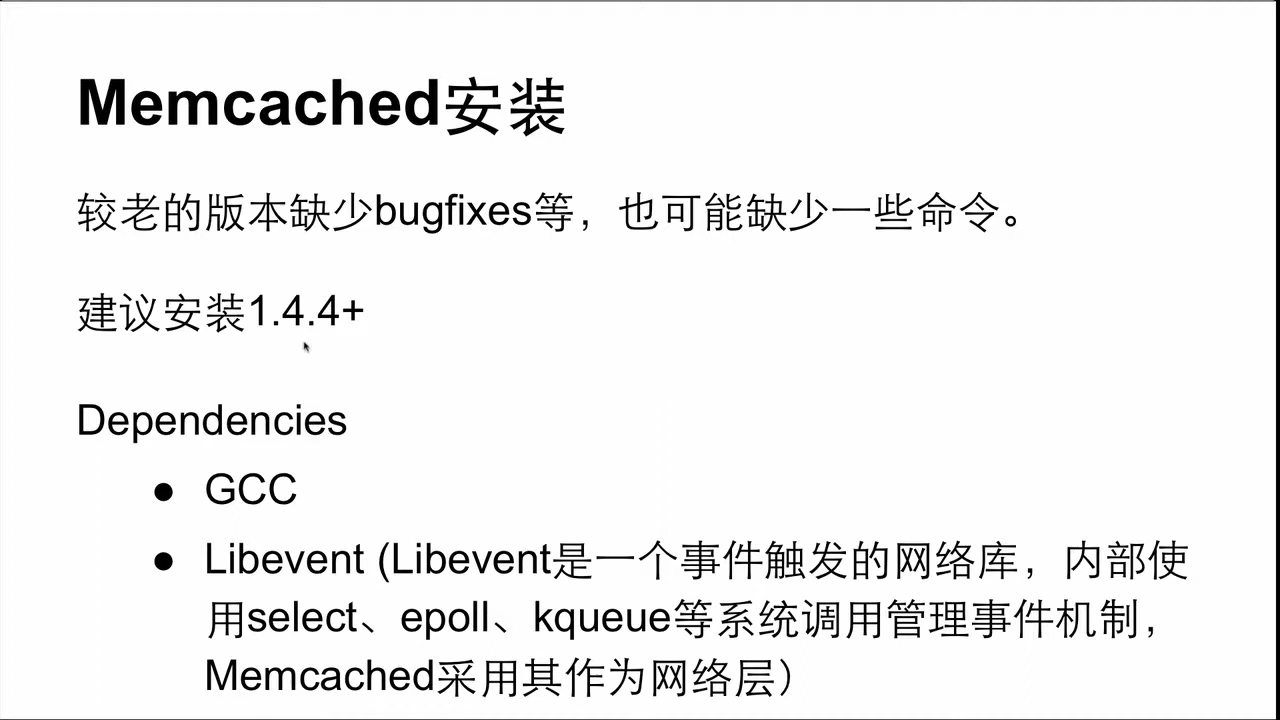 Memcached安装
较老的版本缺少bugfixes等，也可能缺少一些命令。
建议安装1.4.4+
Dependencies
● GCC
● Libevent (Libevent是一个事件触发的网络库，内部使
用select、epoll、kqueue等系统调用管理事件机制，
Memcached采用其作为网络层）